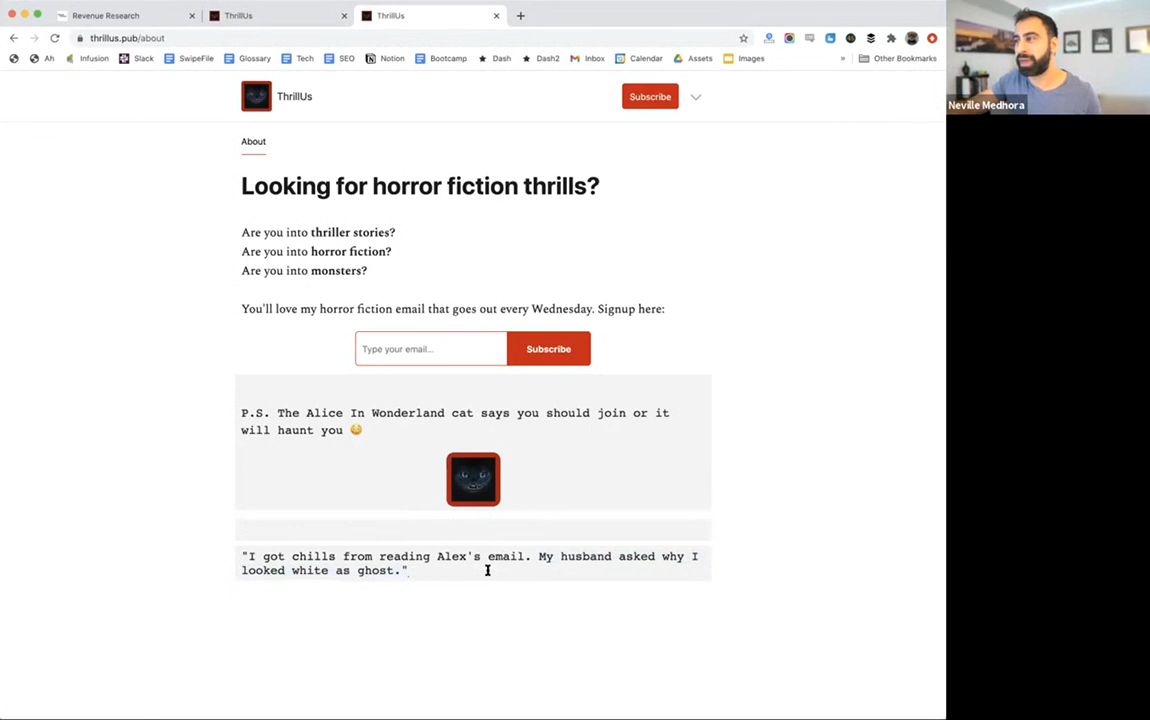 Revenue Research
ThrillUs
ThrillUs
thrillus.pub/about
Ah
Infusion
Slack
SwipeFile
Glossary
Tech
SEO
Notion
Bootcamp
Dash
Dash2
Inbox
Calendar
Assets
Images
»
Other Bookmarks
Neville Medhora
ThrillUs
Subscribe
About
Looking for horror fiction thrills?
Are you into thriller stories?
Are you into horror fiction?
Are you into monsters?
You'll love my horror fiction email that goes out every Wednesday. Signup here:
Type your email...
Subscribe
P.S. The Alice In Wonderland cat says you should join or it
will haunt you 😳
"I got chills from reading Alex's email. My husband asked why I
looked white as ghost."